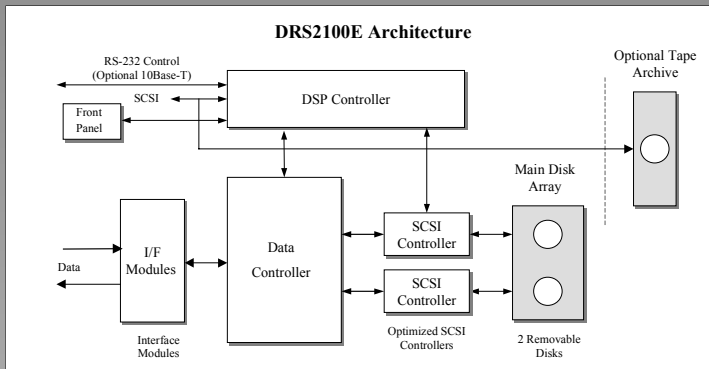 DRS2100E Architecture
RS-232 Control
(Optional 10Base-T)
SCSI
Front
Panel
DSP Controller
Optional Tape
Archive
Main Disk
Array
Data
I/F
Modules
Data
Controller
SCSI
Controller
SCSI
Controller
Interface
Modules
Optimized SCSI
Controllers
2 Removable
Disks